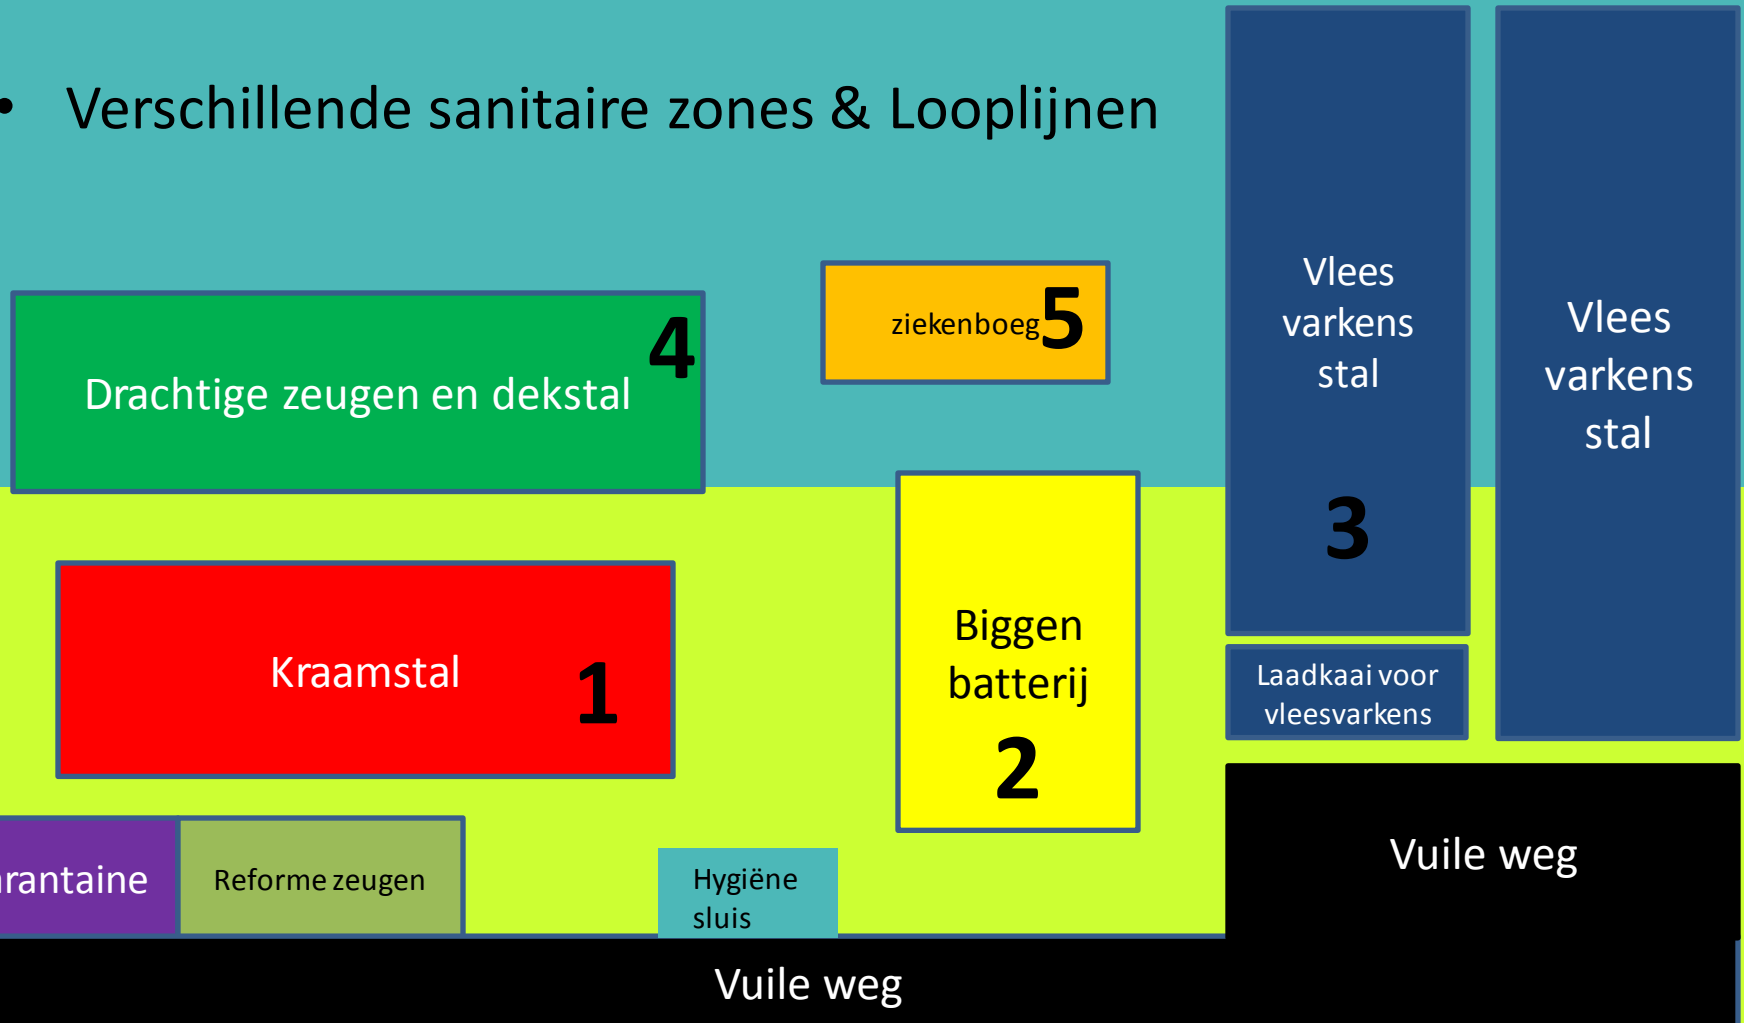 • Verschillende sanitaire zones & Looplijnen
Drachtige zeugen en dekstal
4
ziekenboeg
5
Vlees
varkens
stal
3
Vlees
varkens
stal
Kraamstal
1
Biggen
batterij
2
Laadkaai voor
vleesvarkens
arantaine
Reforme zeugen
Hygiëne
sluis
Vuile weg
Vuile weg